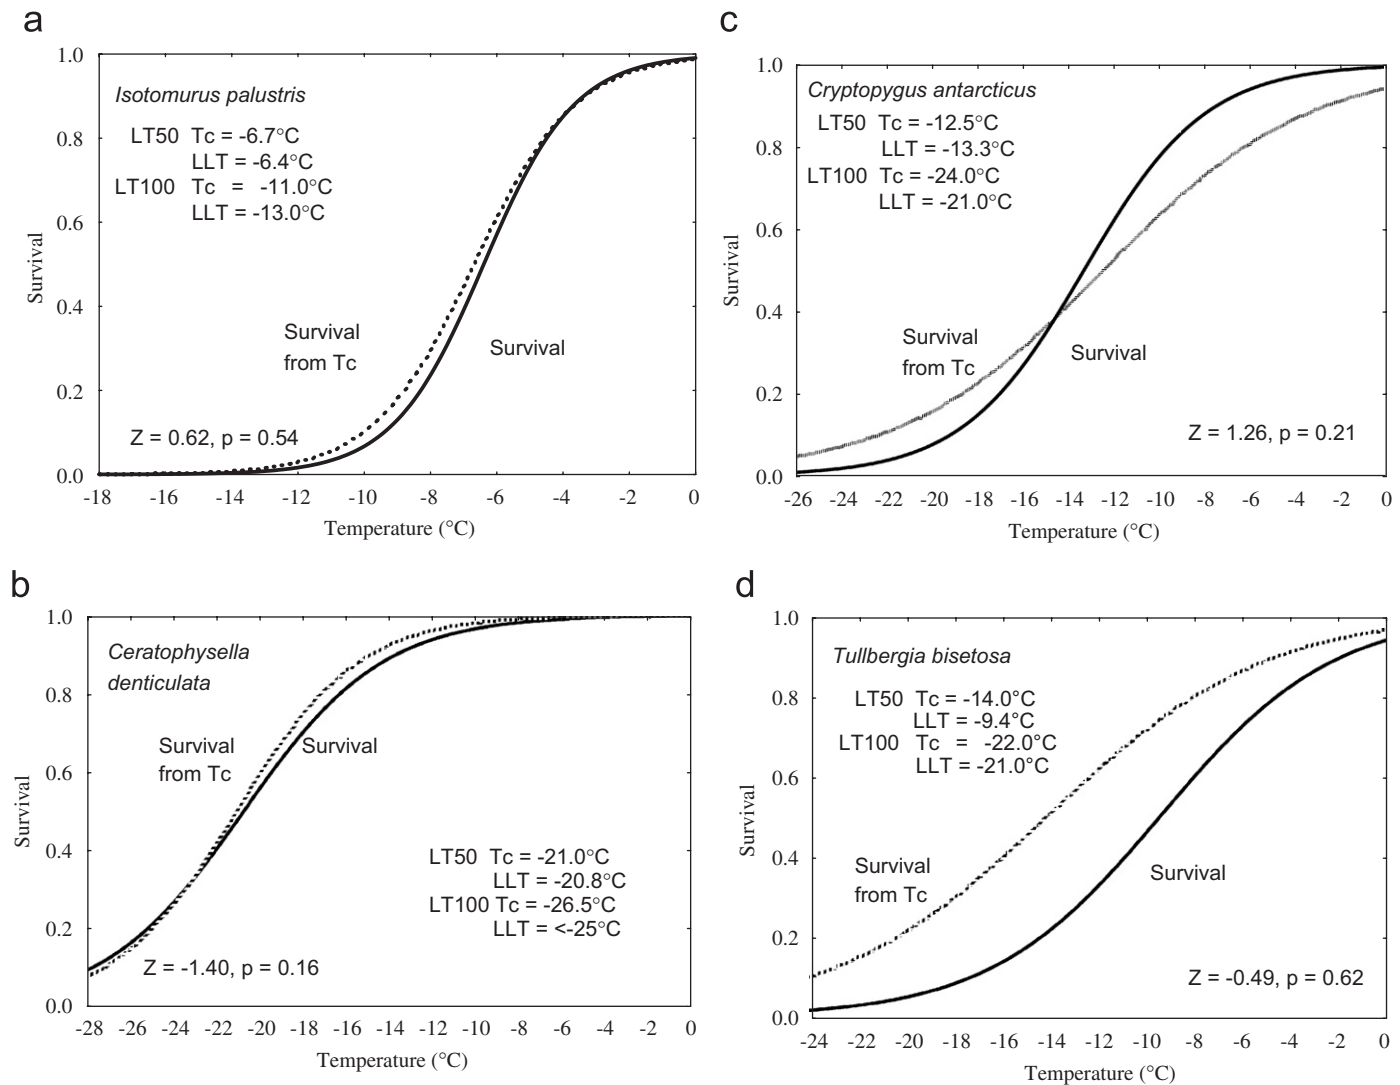 a
1.0
0.8
0.6
0.4
0.2
0.0
Survival
Isotomurus palustris
LT50 Tc = -6.7°C
LLT = -6.4°C
LT100 Tc = -11.0°C
LLT = -13.0°C
Survival
from Tc
Survival
Z = 0.62, p = 0.54
-18 -16 -14 -12 -10 -8 -6 -4 -2 0
Temperature (°C)
c
1.0
0.8
0.6
0.4
0.2
0.0
Survival
Cryptopygus antarcticus
LT50 Tc = -12.5°C
LLT = -13.3°C
LT100 Tc = -24.0°C
LLT = -21.0°C
Survival
from Tc
Survival
Z = 1.26, p = 0.21
-26 -24 -22 -20 -18 -16 -14 -12 -10 -8 -6 -4 -2 0
Temperature (°C)
b
1.0
0.8
0.6
0.4
0.2
0.0
Survival
Ceratophysella
denticulata
Survival
from Tc
Survival
LT50 Tc = -21.0°C
LLT = -20.8°C
LT100 Tc = -26.5°C
LLT = <-25°C
Z = -1.40, p = 0.16
-28 -26 -24 -22 -20 -18 -16 -14 -12 -10 -8 -6 -4 -2 0
Temperature (°C)
d
1.0
0.8
0.6
0.4
0.2
0.0
Survival
Tullbergia bisetosa
LT50 Tc = -14.0°C
LLT = -9.4°C
LT100 Tc = -22.0°C
LLT = -21.0°C
Survival
from Tc
Survival
Z = -0.49, p = 0.62
-24 -22 -20 -18 -16 -14 -12 -10 -8 -6 -4 -2 0
Temperature (°C)